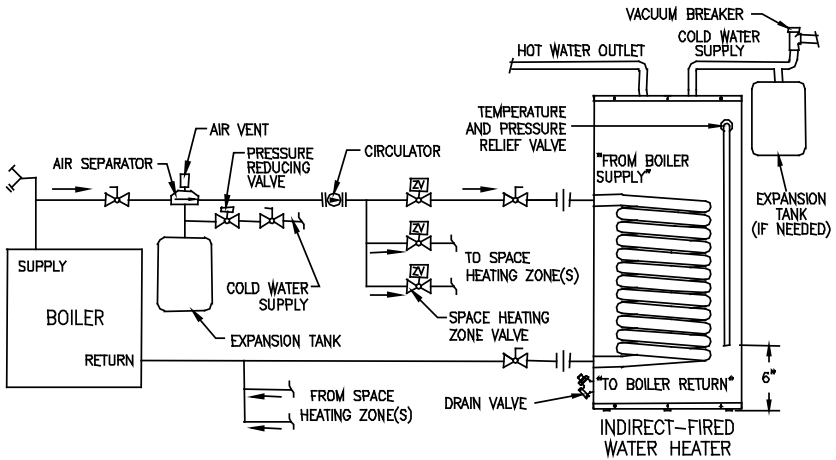 VACUUM BREAKER
HOT WATER OUTLET
COLD WATER
SUPPLY
TEMPERATURE
AND PRESSURE
RELIEF VALVE
AIR VENT
AIR SEPARATOR
PRESSURE
REDUCING
VALVE
CIRCULATOR
"FROM BOILER
SUPPLY"
EXPANSION
TANK
(IF NEEDED)
ZV
ZV
ZV
SUPPLY
BOILER
RETURN
COLD WATER
SUPPLY
TO SPACE
HEATING ZONE(S)
EXPANSION TANK
SPACE HEATING
ZONE VALVE
FROM SPACE
HEATING ZONE(S)
DRAIN VALVE
"TO BOILER RETURN"
6"
INDIRECT-FIRED
WATER HEATER